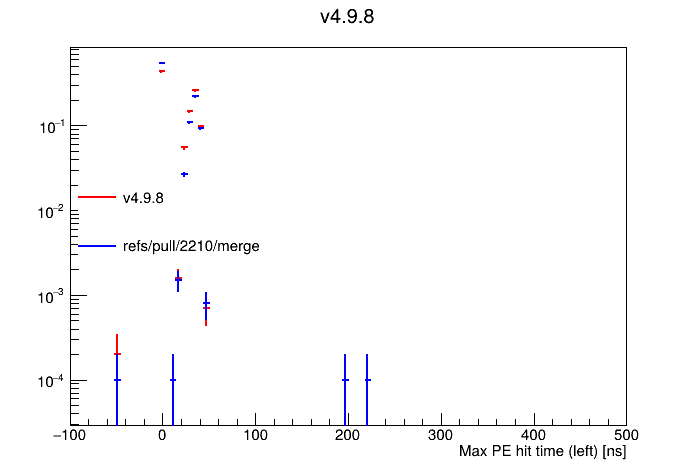 v4.9.8
10⁻¹
10⁻²
10⁻³
10⁻⁴
v4.9.8
refs/pull/2210/merge
−100 0 100 200 300 400 500
Max PE hit time (left) [ns]